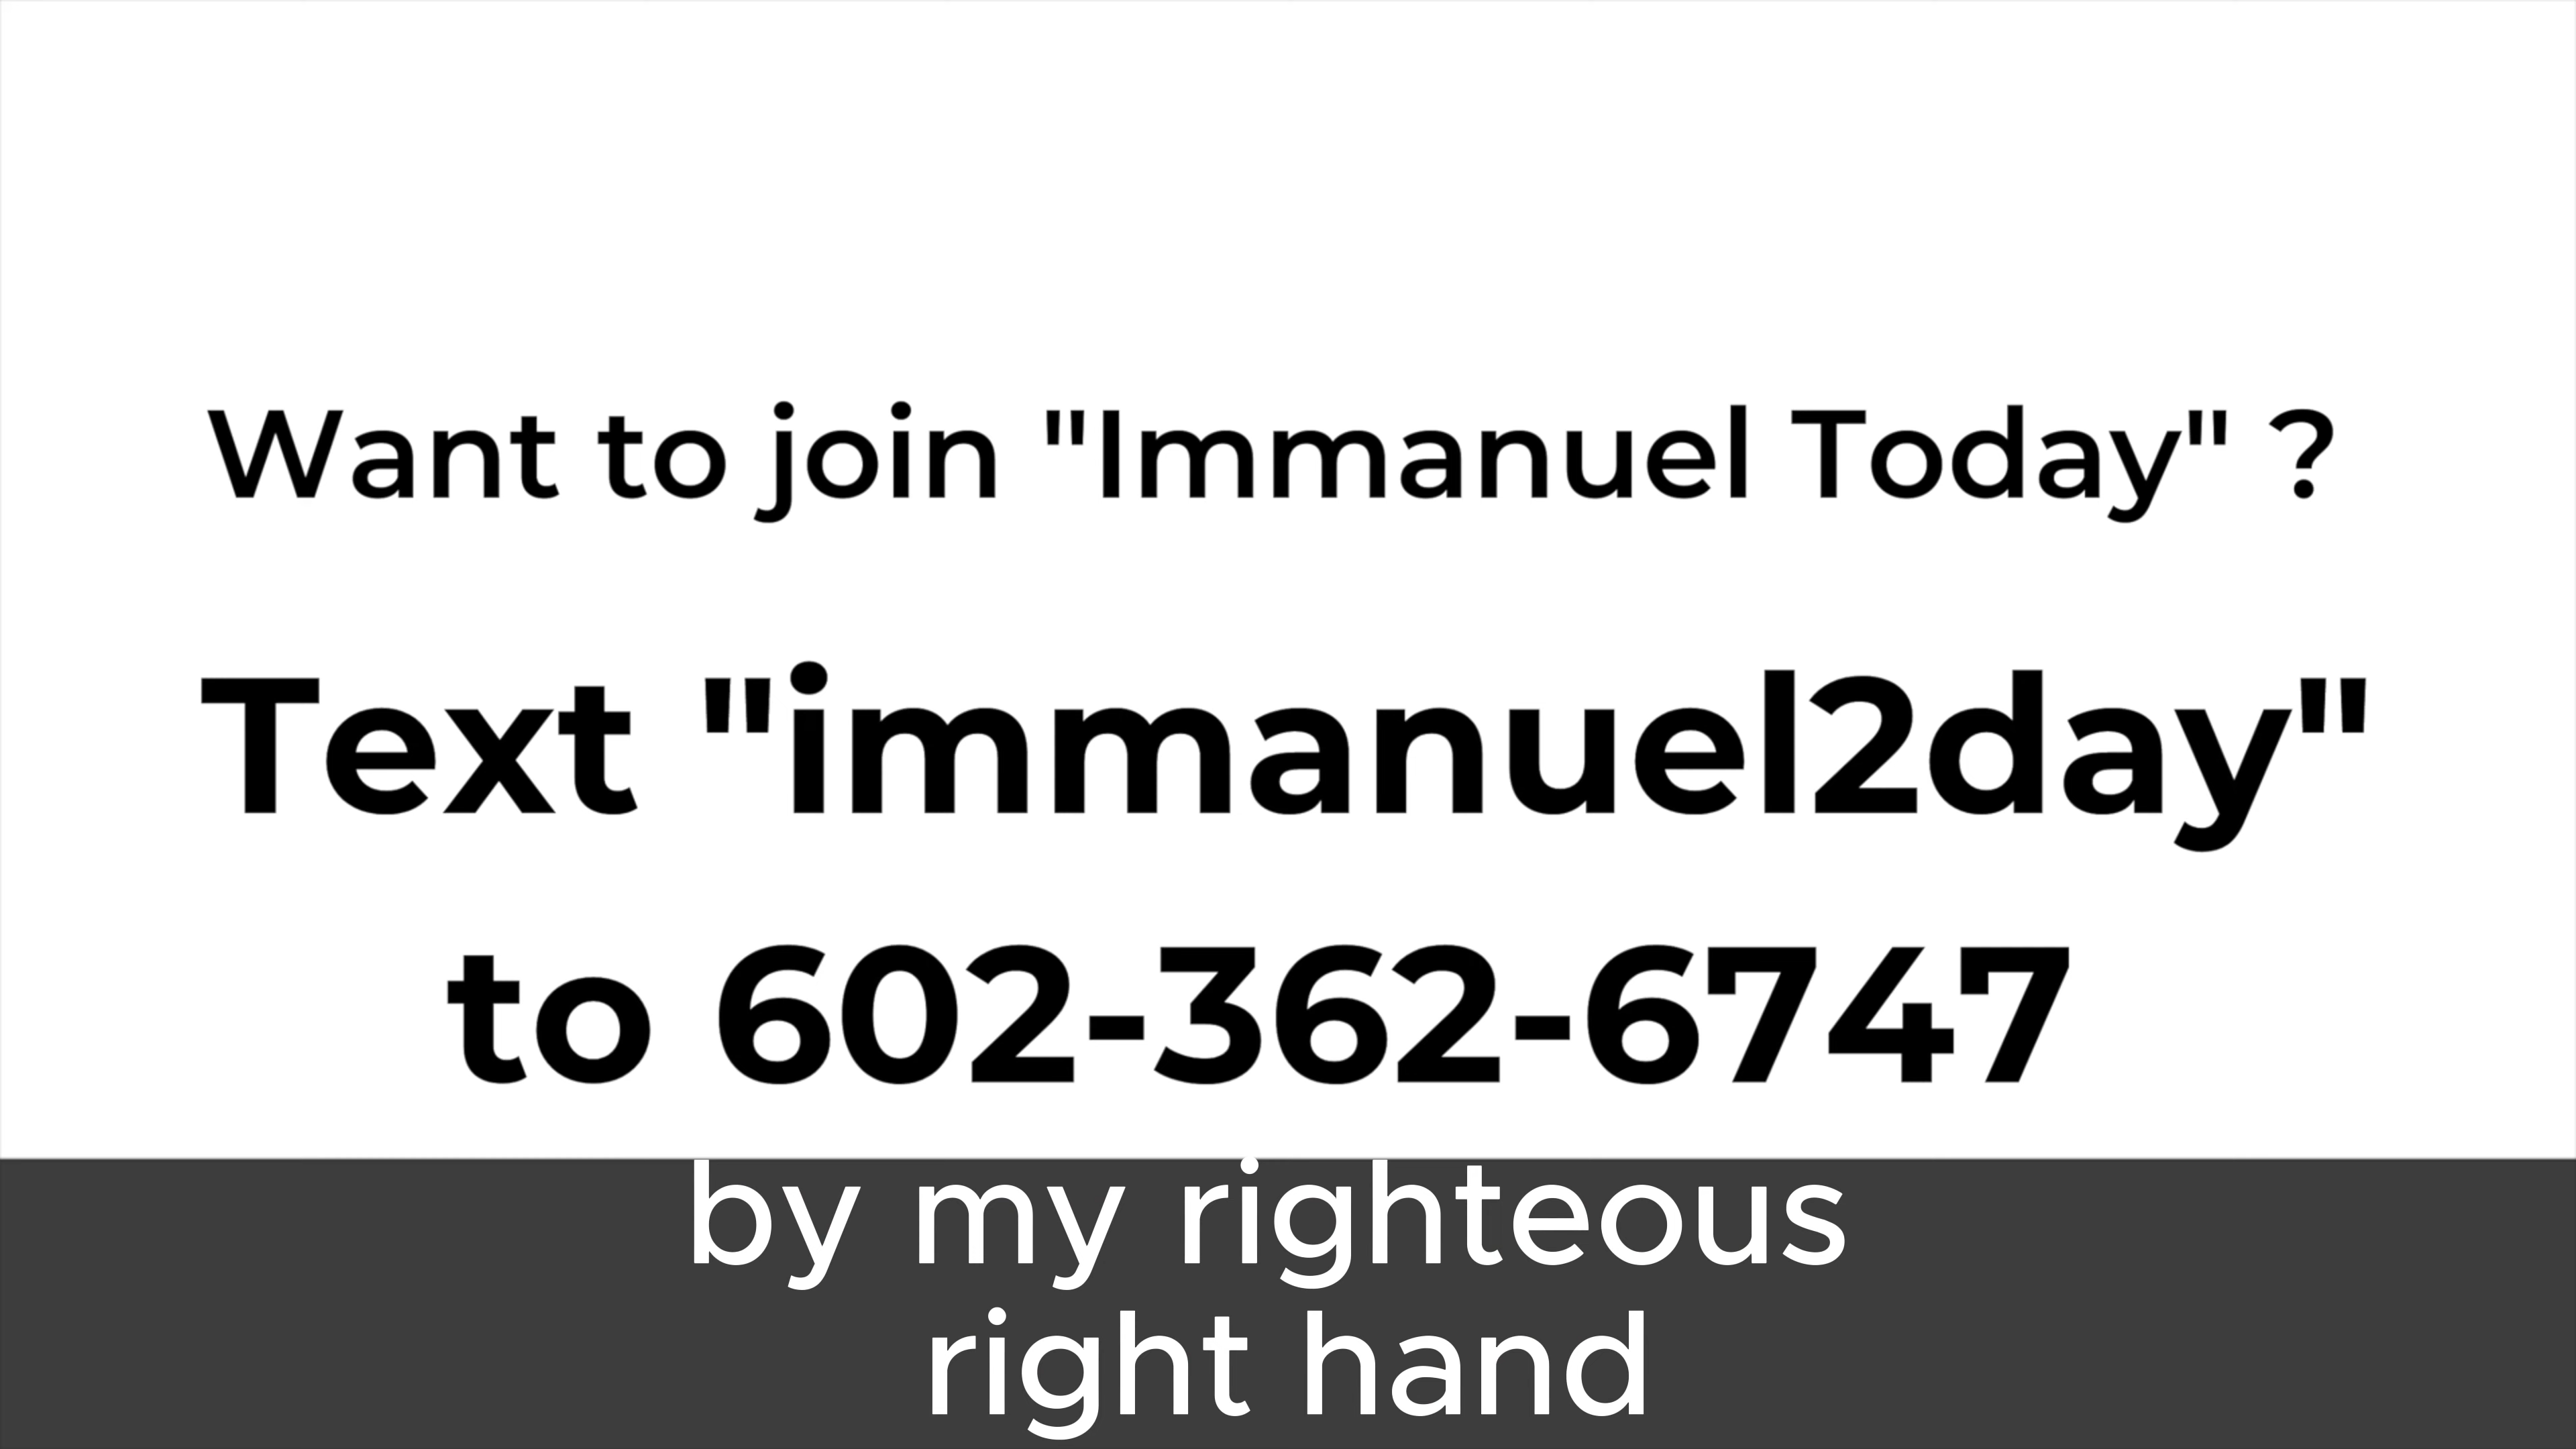 Want to join "Immanuel Today" ?
Text "immanuel2day"
to 602-362-6747
by my righteous
right hand